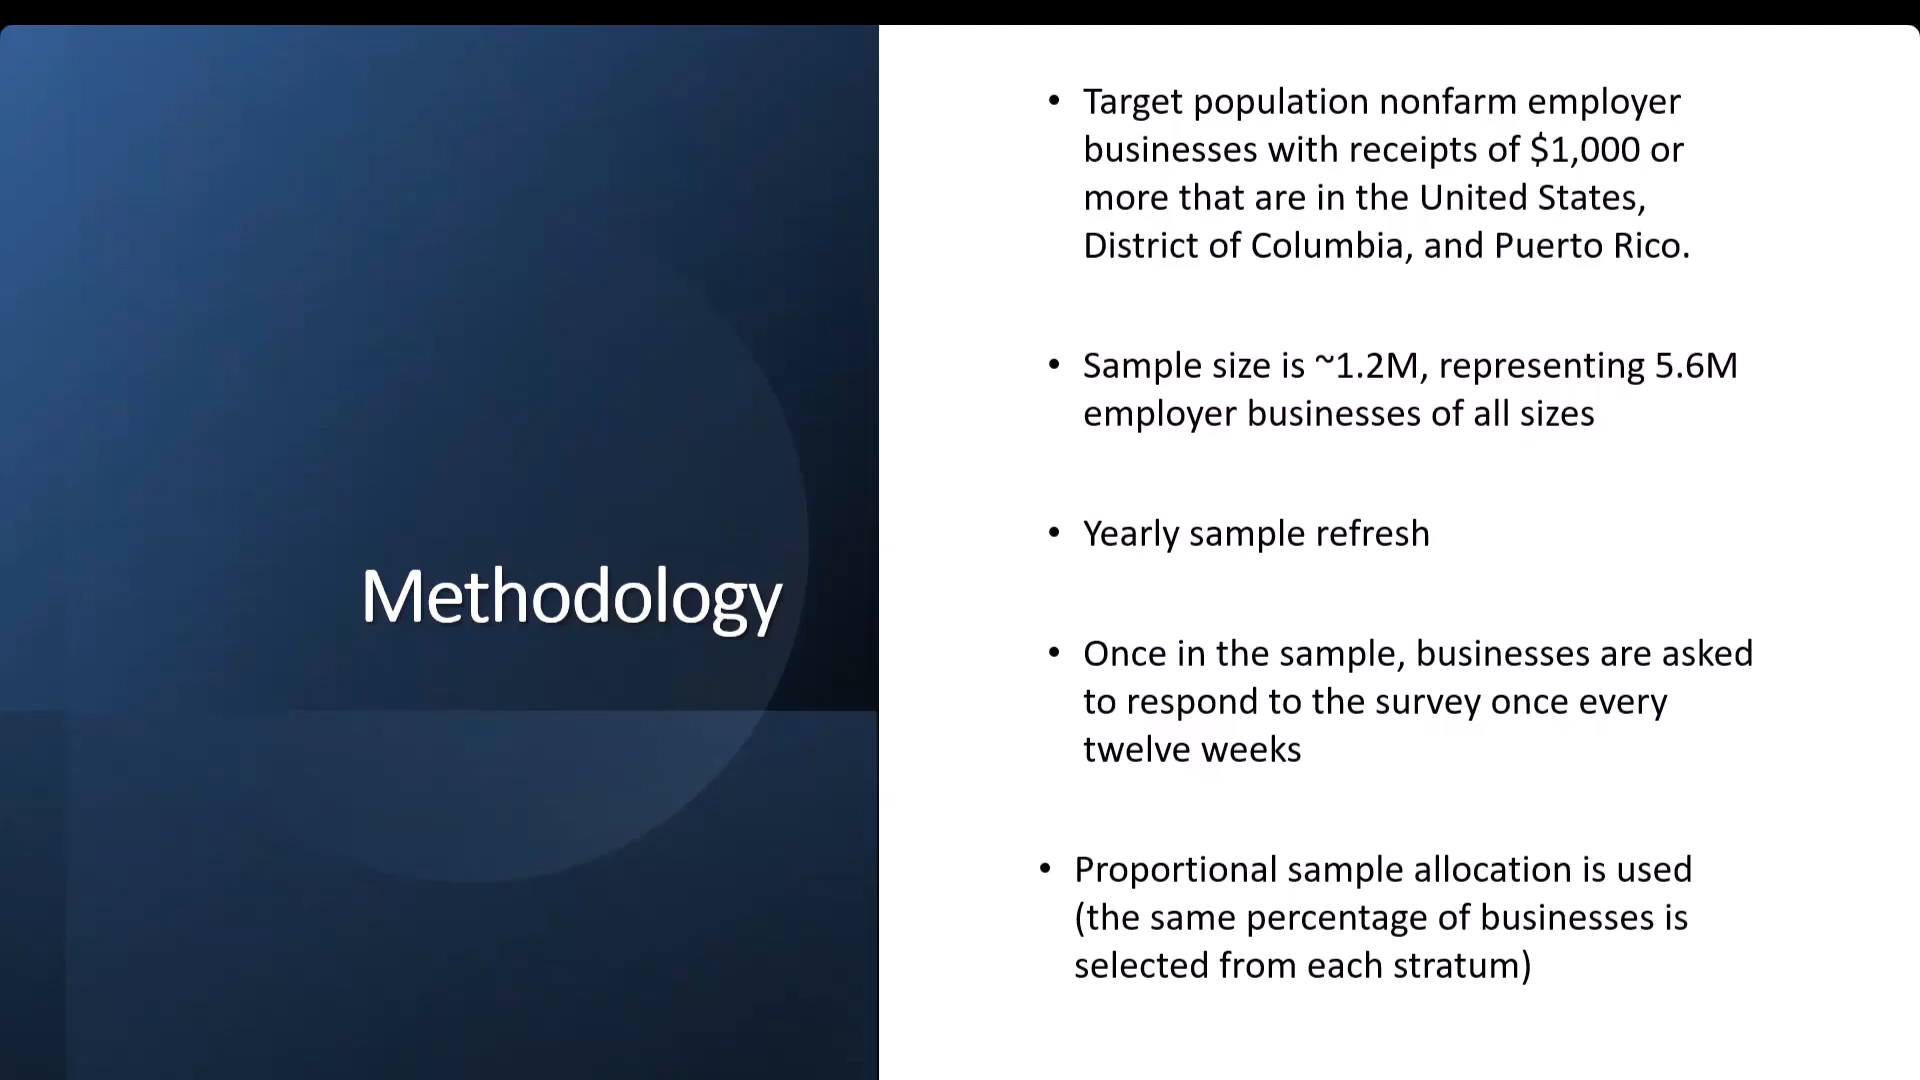 Methodology
• Target population nonfarm employer
businesses with receipts of $1,000 or
more that are in the United States,
District of Columbia, and Puerto Rico.
• Sample size is ~1.2M, representing 5.6M
employer businesses of all sizes
• Yearly sample refresh
• Once in the sample, businesses are asked
to respond to the survey once every
twelve weeks
• Proportional sample allocation is used
(the same percentage of businesses is
selected from each stratum)